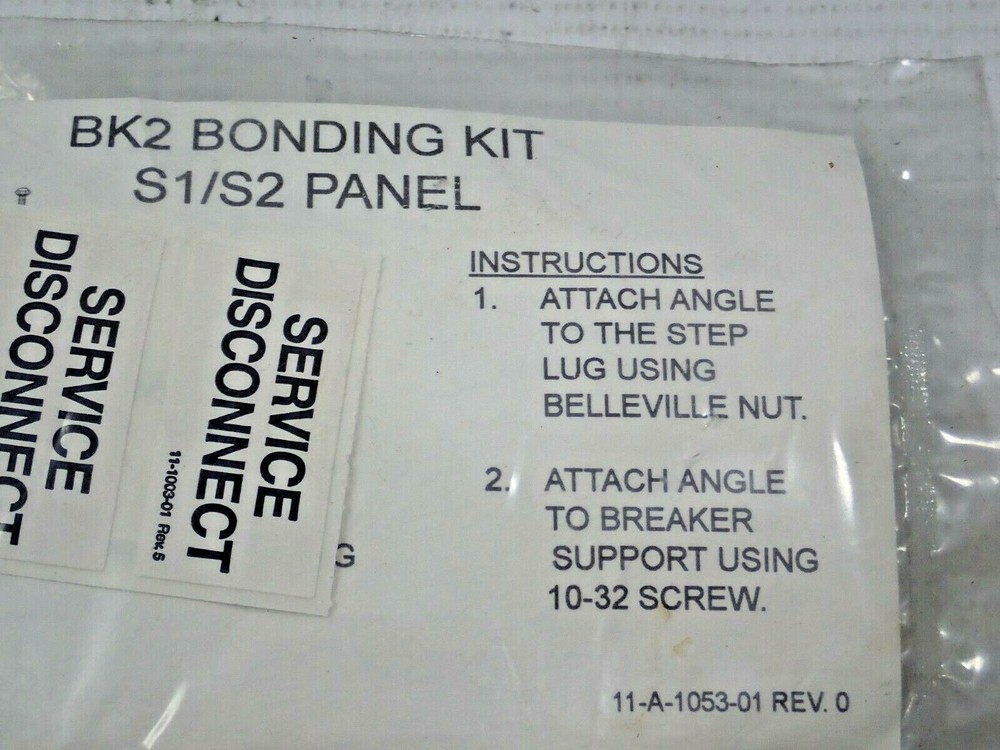 BK2 BONDING KIT
S1/S2 PANEL
SERVICE
DISCONNECT
SERVICE
DISCONNECT
11-1003-01 Rev. 5
G
INSTRUCTIONS
1. ATTACH ANGLE
TO THE STEP
LUG USING
BELLEVILLE NUT.
2. ATTACH ANGLE
TO BREAKER
SUPPORT USING
10-32 SCREW.
11-A-1053-01 REV. 0